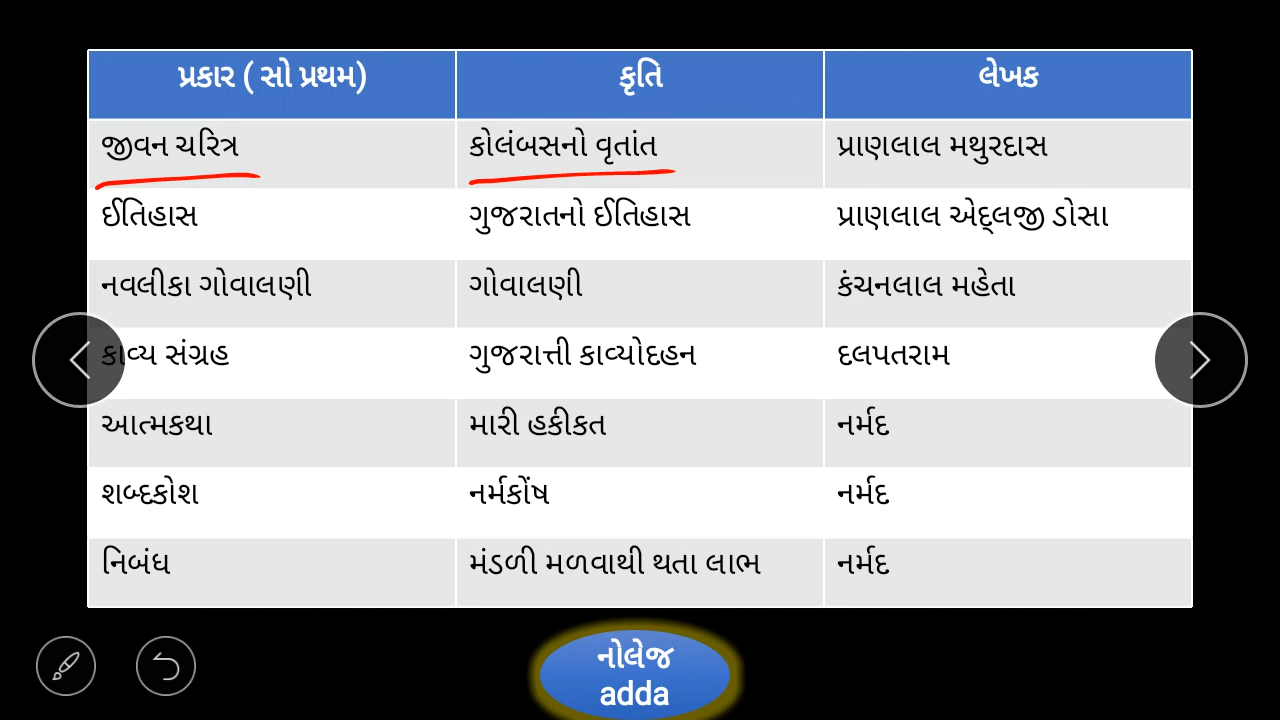 પ્રકાર ( સો પ્રથમ) કૃતિ લેખક
જીવન ચરિત્ર કોલંબસનો વૃતાંત પ્રાણલાલ મથુરદાસ
ઈતિહાસ ગુજરાતનો ઈતિહાસ પ્રાણલાલ એદ્લજી ડોસા
નવલીકા ગોવાલણી ગોવાલણી કંચનલાલ મહેતા
કાવ્ય સંગ્રહ ગુજરાત્તી કાવ્યોદહન દલપતરામ
આત્મકથા મારી હકીકત નર્મદ
શબ્દકોશ નર્મકોંષ નર્મદ
નિબંધ મંડળી મળવાથી થતા લાભ નર્મદ
નોલેજ
adda